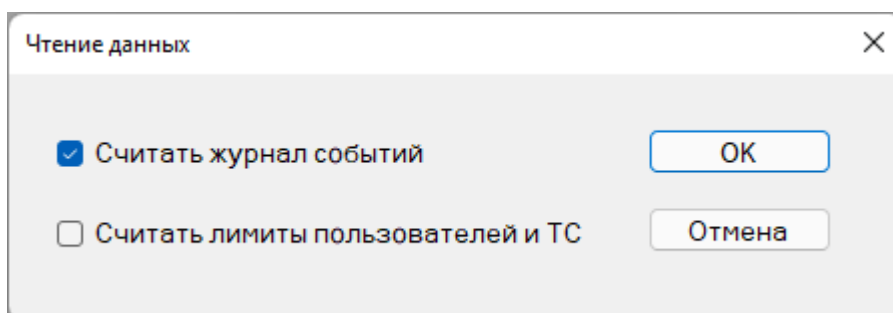 Чтение данных
Считать журнал событий
OK
Считать лимиты пользователей и ТС
Отмена